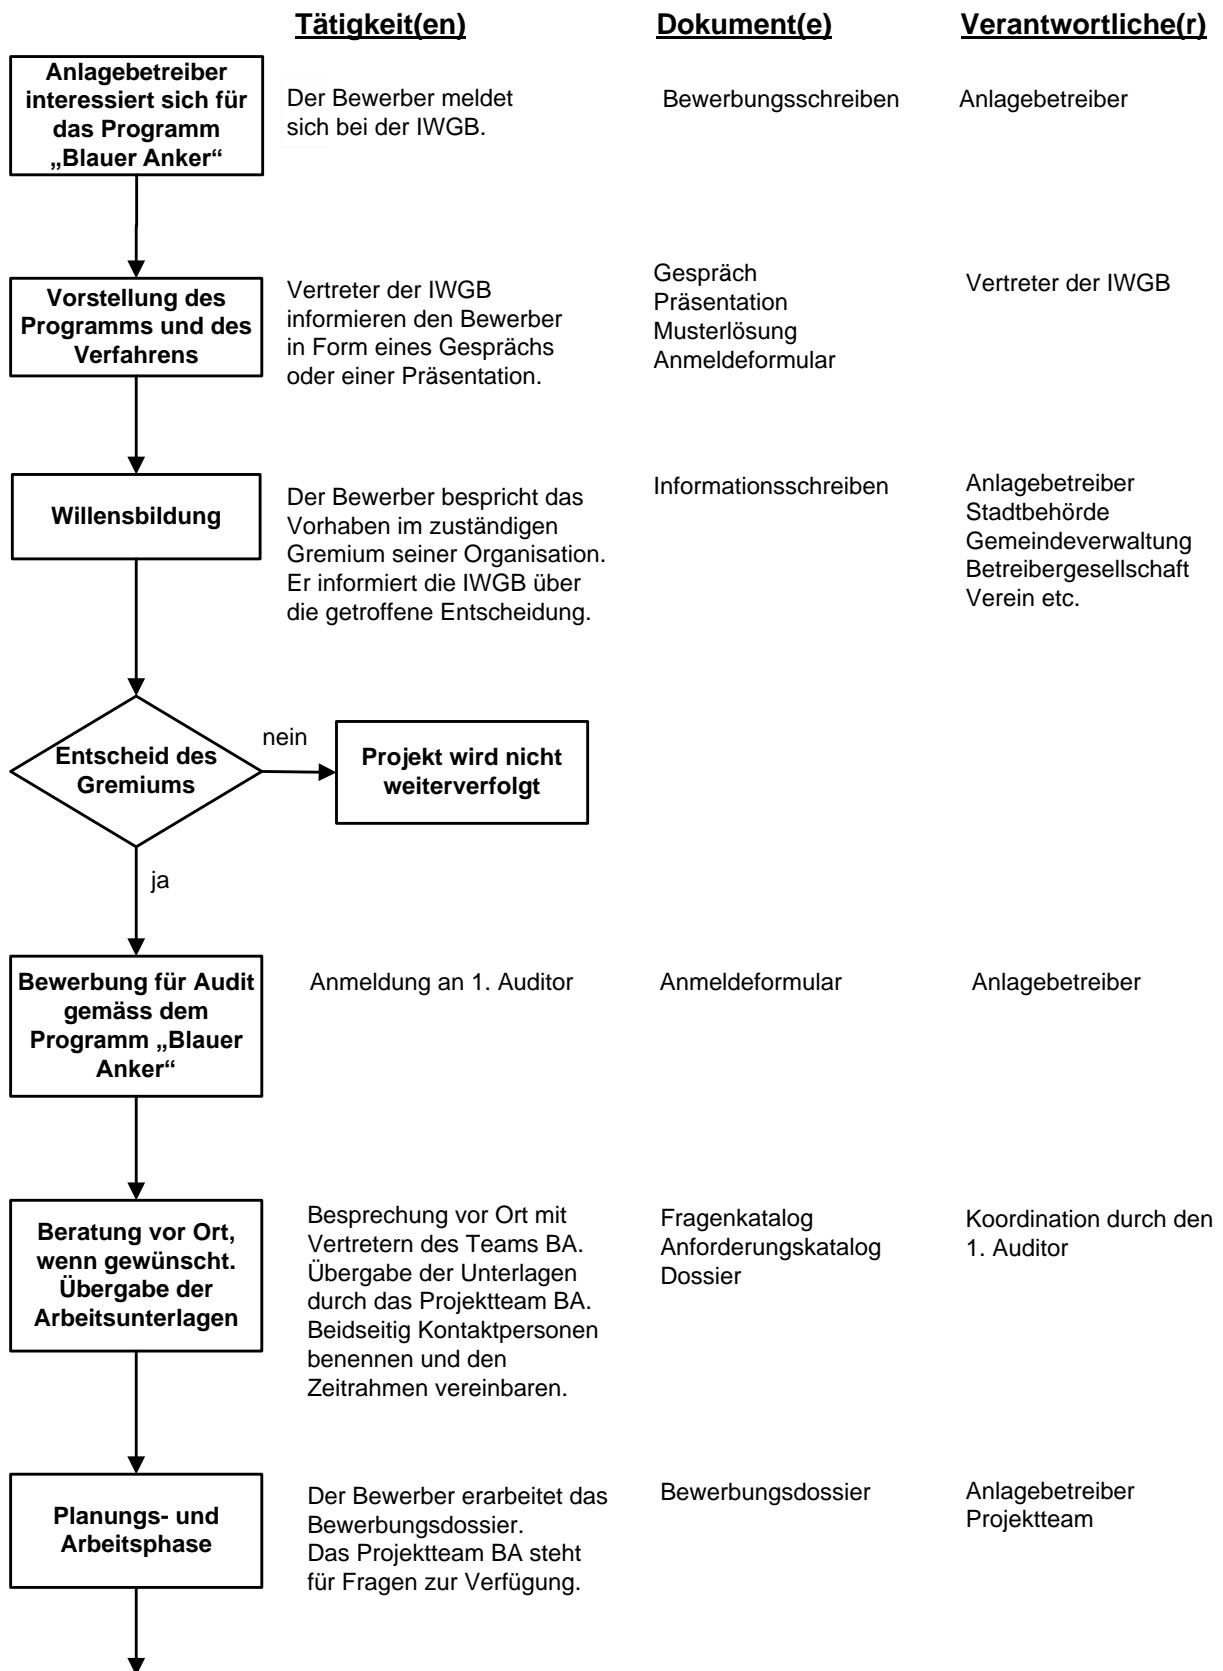 Tätigkeit(en) Dokument(e) Verantwortliche(r)
Anlagebetreiber
interessiert sich für
das Programm
„Blauer Anker“
Der Bewerber meldet
sich bei der IWGB.
Bewerbungsschreiben
Anlagebetreiber
Vorstellung des
Programms und des
Verfahrens
Vertreter der IWGB
informieren den Bewerber
in Form eines Gesprächs
oder einer Präsentation.
Gespräch
Präsentation
Musterlösung
Anmeldeformular
Vertreter der IWGB
Willensbildung
Der Bewerber bespricht das
Vorhaben im zuständigen
Gremium seiner Organisation.
Er informiert die IWGB über
die getroffene Entscheidung.
Informationsschreiben
Anlagebetreiber
Stadtbehörde
Gemeindeverwaltung
Betreibergesellschaft
Verein etc.
Entscheid des
Gremiums
nein
Projekt wird nicht
weiterverfolgt
ja
Bewerbung für Audit
gemäss dem
Programm „Blauer
Anker“
Anmeldung an 1. Auditor
Anmeldeformular
Anlagebetreiber
Beratung vor Ort,
wenn gewünscht.
Übergabe der
Arbeitsunterlagen
Besprechung vor Ort mit
Vertretern des Teams BA.
Übergabe der Unterlagen
durch das Projektteam BA.
Beidseitig Kontaktpersonen
benennen und den
Zeitrahmen vereinbaren.
Fragenkatalog
Anforderungskatalog
Dossier
Koordination durch den
1. Auditor
Planungs- und
Arbeitsphase
Der Bewerber erarbeitet das
Bewerbungsdossier.
Das Projektteam BA steht
für Fragen zur Verfügung.
Bewerbungsdossier
Anlagebetreiber
Projektteam